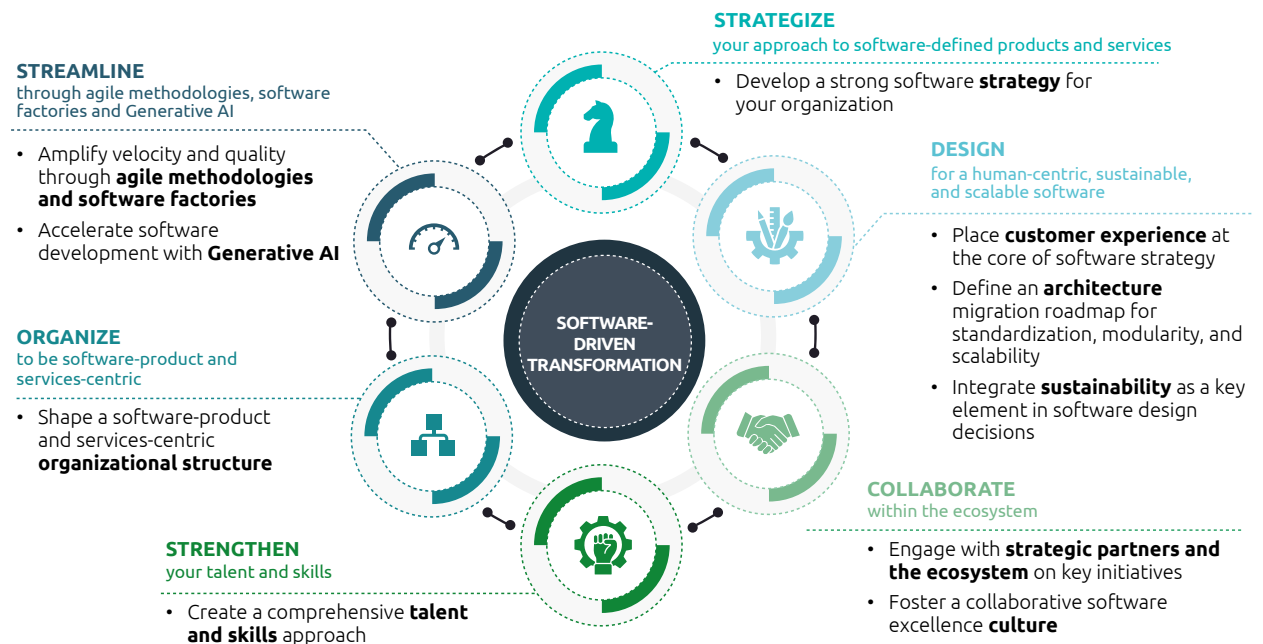 STRATEGIZE
your approach to software-defined products and services
• Develop a strong software strategy for
your organization
STREAMLINE
through agile methodologies, software
factories and Generative AI
• Amplify velocity and quality
through agile methodologies
and software factories
• Accelerate software
development with Generative AI
DESIGN
for a human-centric, sustainable,
and scalable software
• Place customer experience at
the core of software strategy
• Define an architecture
migration roadmap for
standardization, modularity, and
scalability
• Integrate sustainability as a key
element in software design
decisions
SOFTWARE-
DRIVEN
TRANSFORMATION
ORGANIZE
to be software-product and
services-centric
• Shape a software-product
and services-centric
organizational structure
COLLABORATE
within the ecosystem
• Engage with strategic partners and
the ecosystem on key initiatives
• Foster a collaborative software
excellence culture
STRENGTHEN
your talent and skills
• Create a comprehensive talent
and skills approach